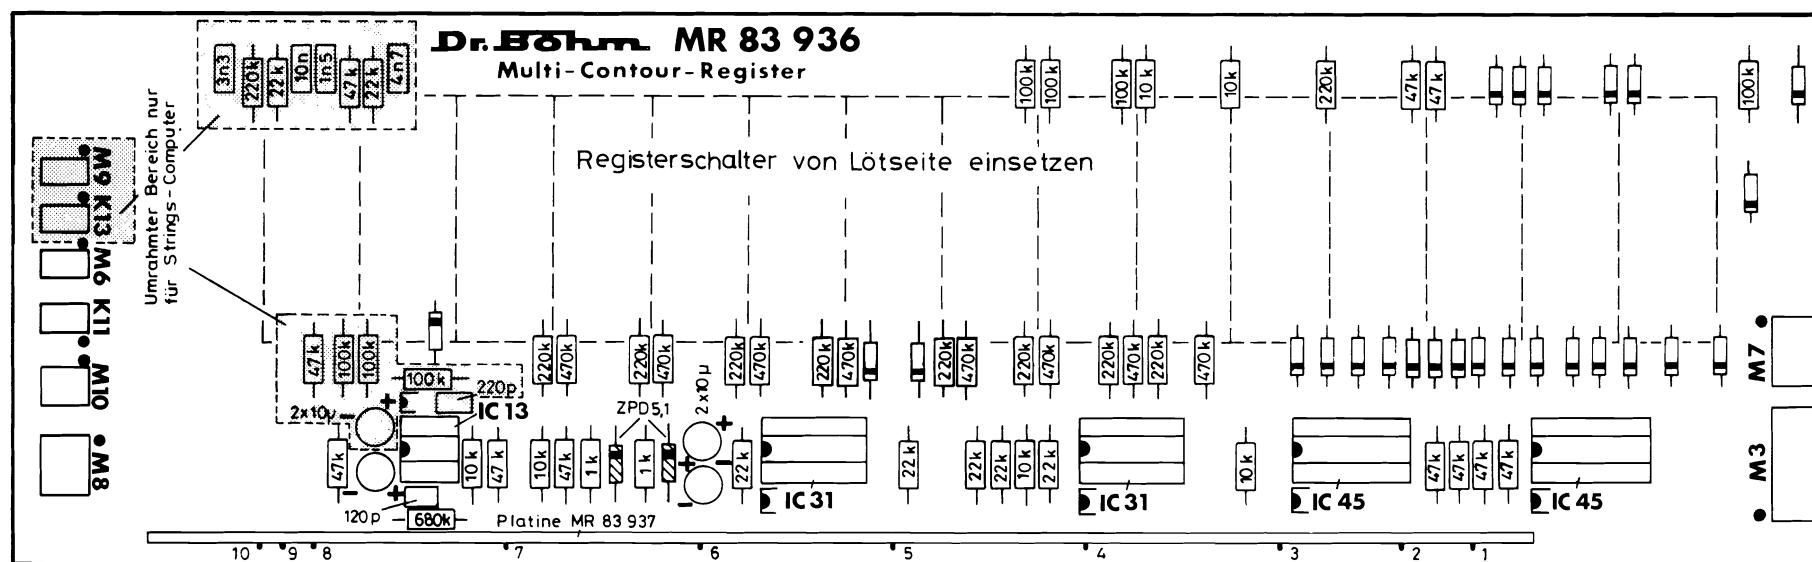 Dr. Böhm MR 83 936
Multi-Contour-Register
3n3
220k
22k
10n
1n5
47k
22k
4n7
100k
100k
100k
10k
10k
220k
47k
47k
100k
Registerschalter von Lötseite einsetzen
Umrahmter Bereich nur
für Strings-Computer
M9
K13
M6
K11
M10
M8
47k
100k
100k
100k
220p
220k
470k
220k
470k
220k
470k
220k
470k
220k
470k
220k
470k
220k
470k
220k
470k
M7
2x10µ
IC 13
ZPD 5,1
2x10µ
47k
10k
47k
10k
47k
1k
1k
22k
22k
22k
22k
10k
22k
10k
47k
47k
47k
47k
M3
IC 31
IC 31
IC 45
IC 45
120p
680k
Platine MR 83 937
10 9 8 7 6 5 4 3 2 1